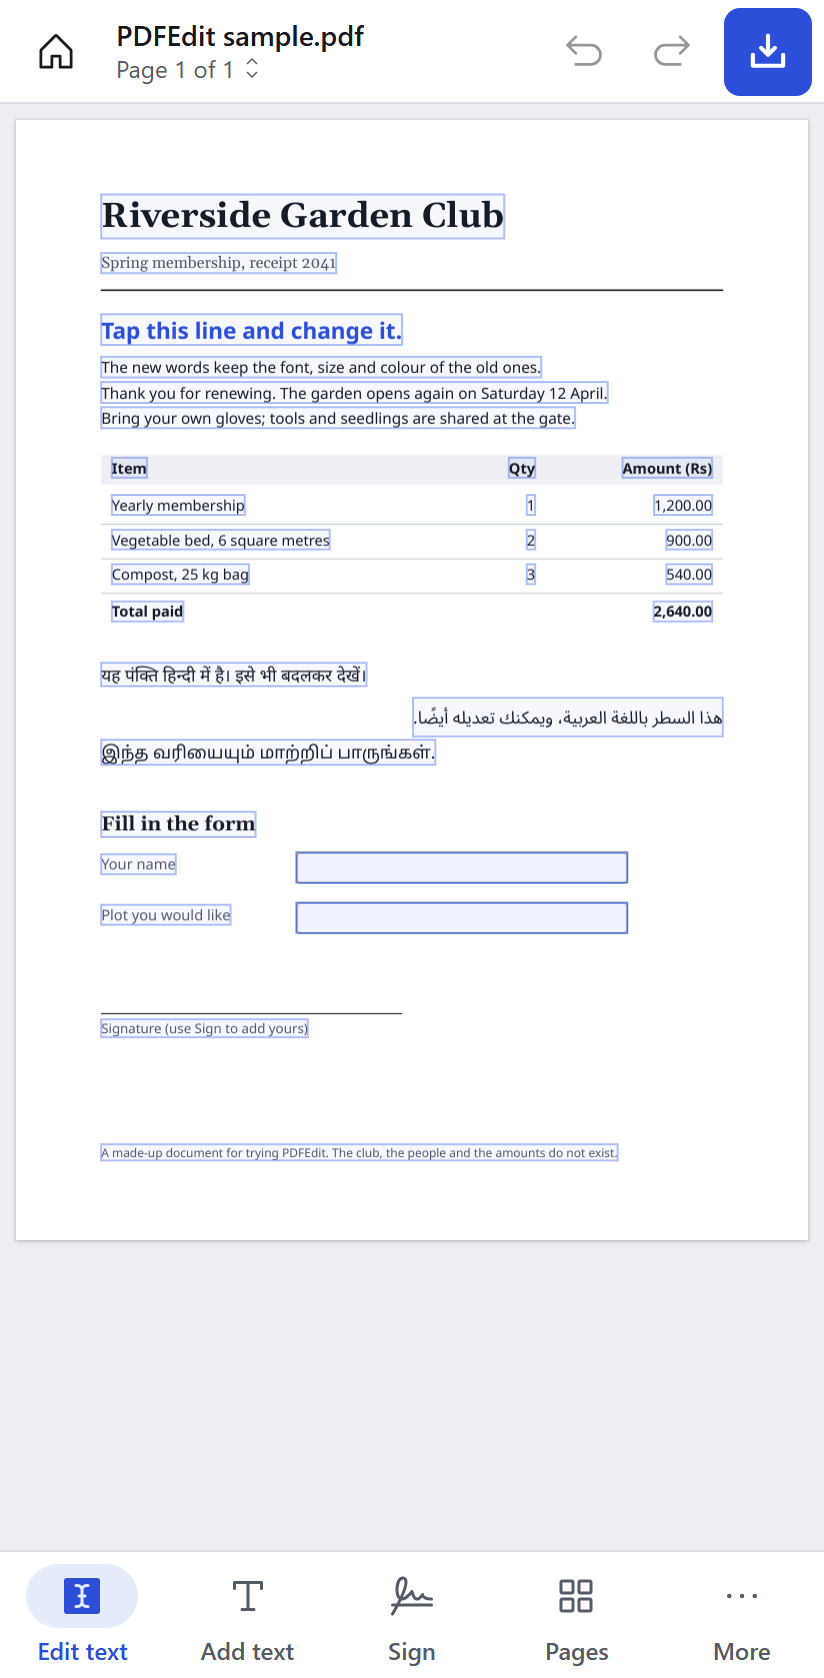 PDFEdit sample.pdf
Page 1 of 1
Riverside Garden Club
Spring membership, receipt 2041
Tap this line and change it.
The new words keep the font, size and colour of the old ones.
Thank you for renewing. The garden opens again on Saturday 12 April.
Bring your own gloves; tools and seedlings are shared at the gate.
Item Qty Amount (Rs)
Yearly membership 1 1,200.00
Vegetable bed, 6 square metres 2 900.00
Compost, 25 kg bag 3 540.00
Total paid 2,640.00
यह पंक्ति हिन्दी में है। इसे भी बदलकर देखें।
هذا السطر باللغة العربية، ويمكنك تعديله أيضًا.
இந்த வரியையும் மாற்றிப் பாருங்கள்.
Fill in the form
Your name
Plot you would like
Signature (use Sign to add yours)
A made-up document for trying PDFEdit. The club, the people and the amounts do not exist.
Edit text Add text Sign Pages More